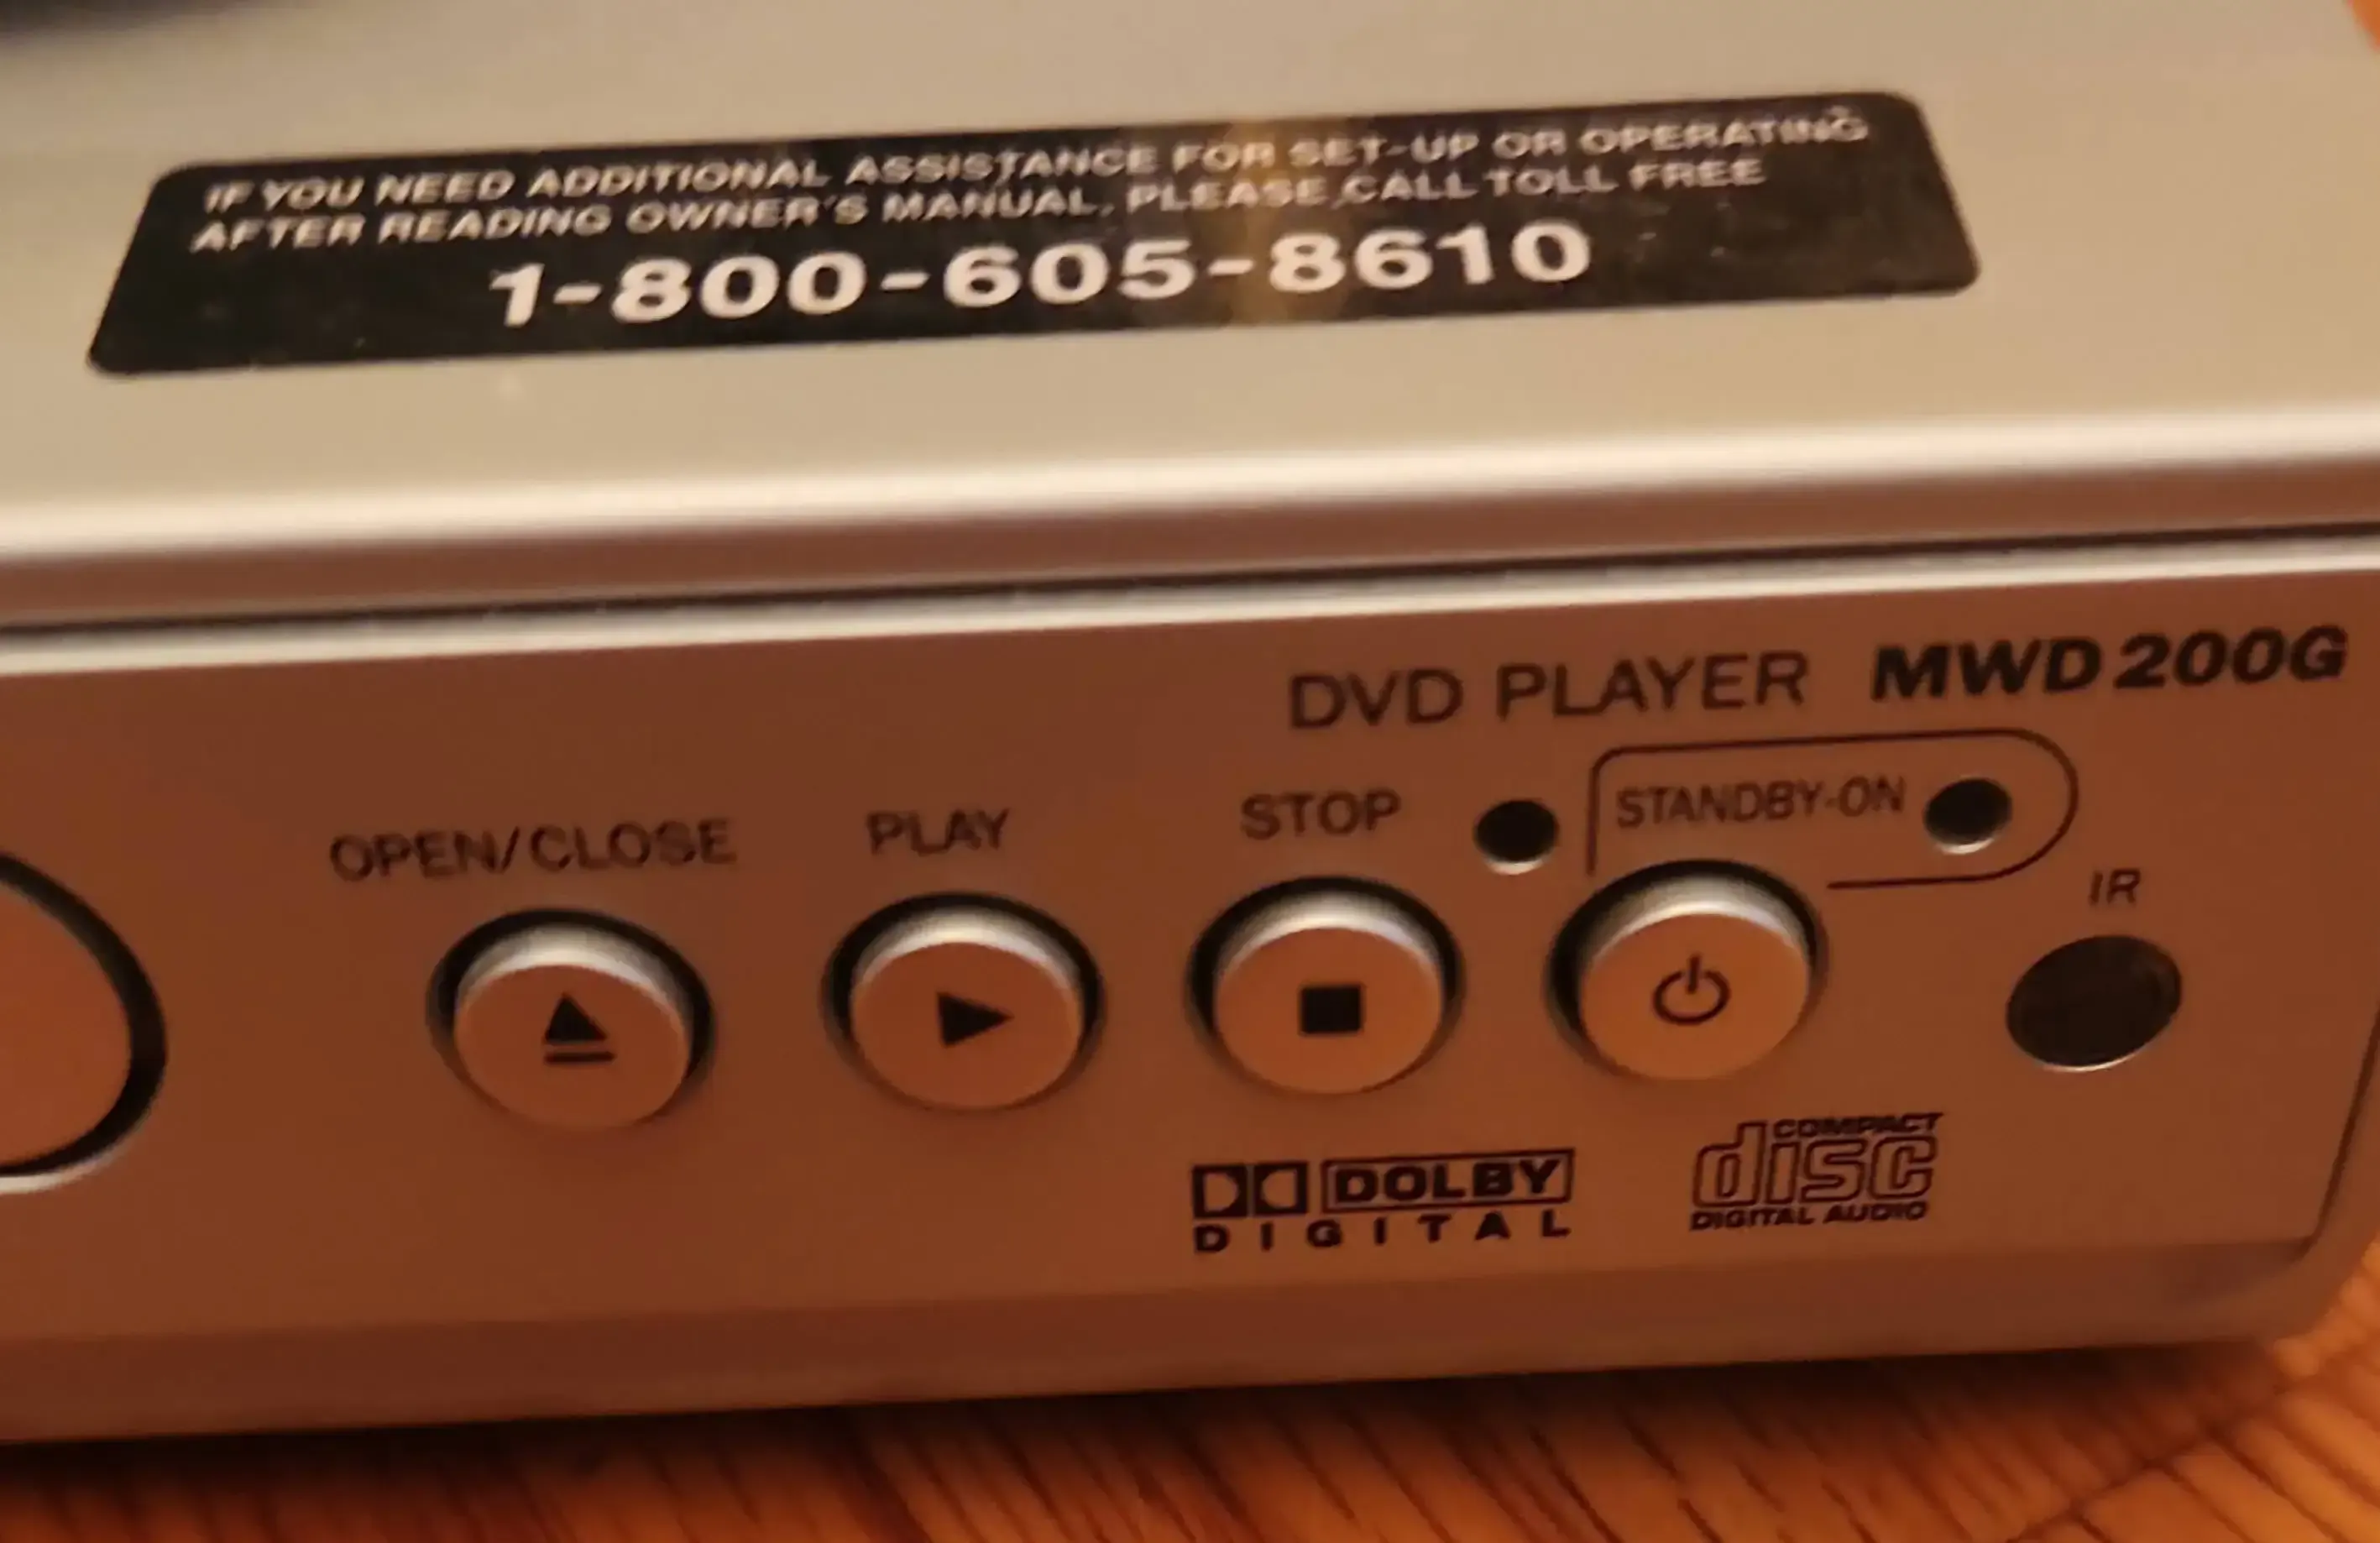 IF YOU NEED ADDITIONAL ASSISTANCE FOR SET-UP OR OPERATING
AFTER READING OWNER'S MANUAL, PLEASE CALL TOLL FREE
1-800-605-8610
DVD PLAYER MWD200G
OPEN/CLOSE PLAY STOP STANDBY-ON
IR
DOLBY
DIGITAL
COMPACT
disc
DIGITAL AUDIO